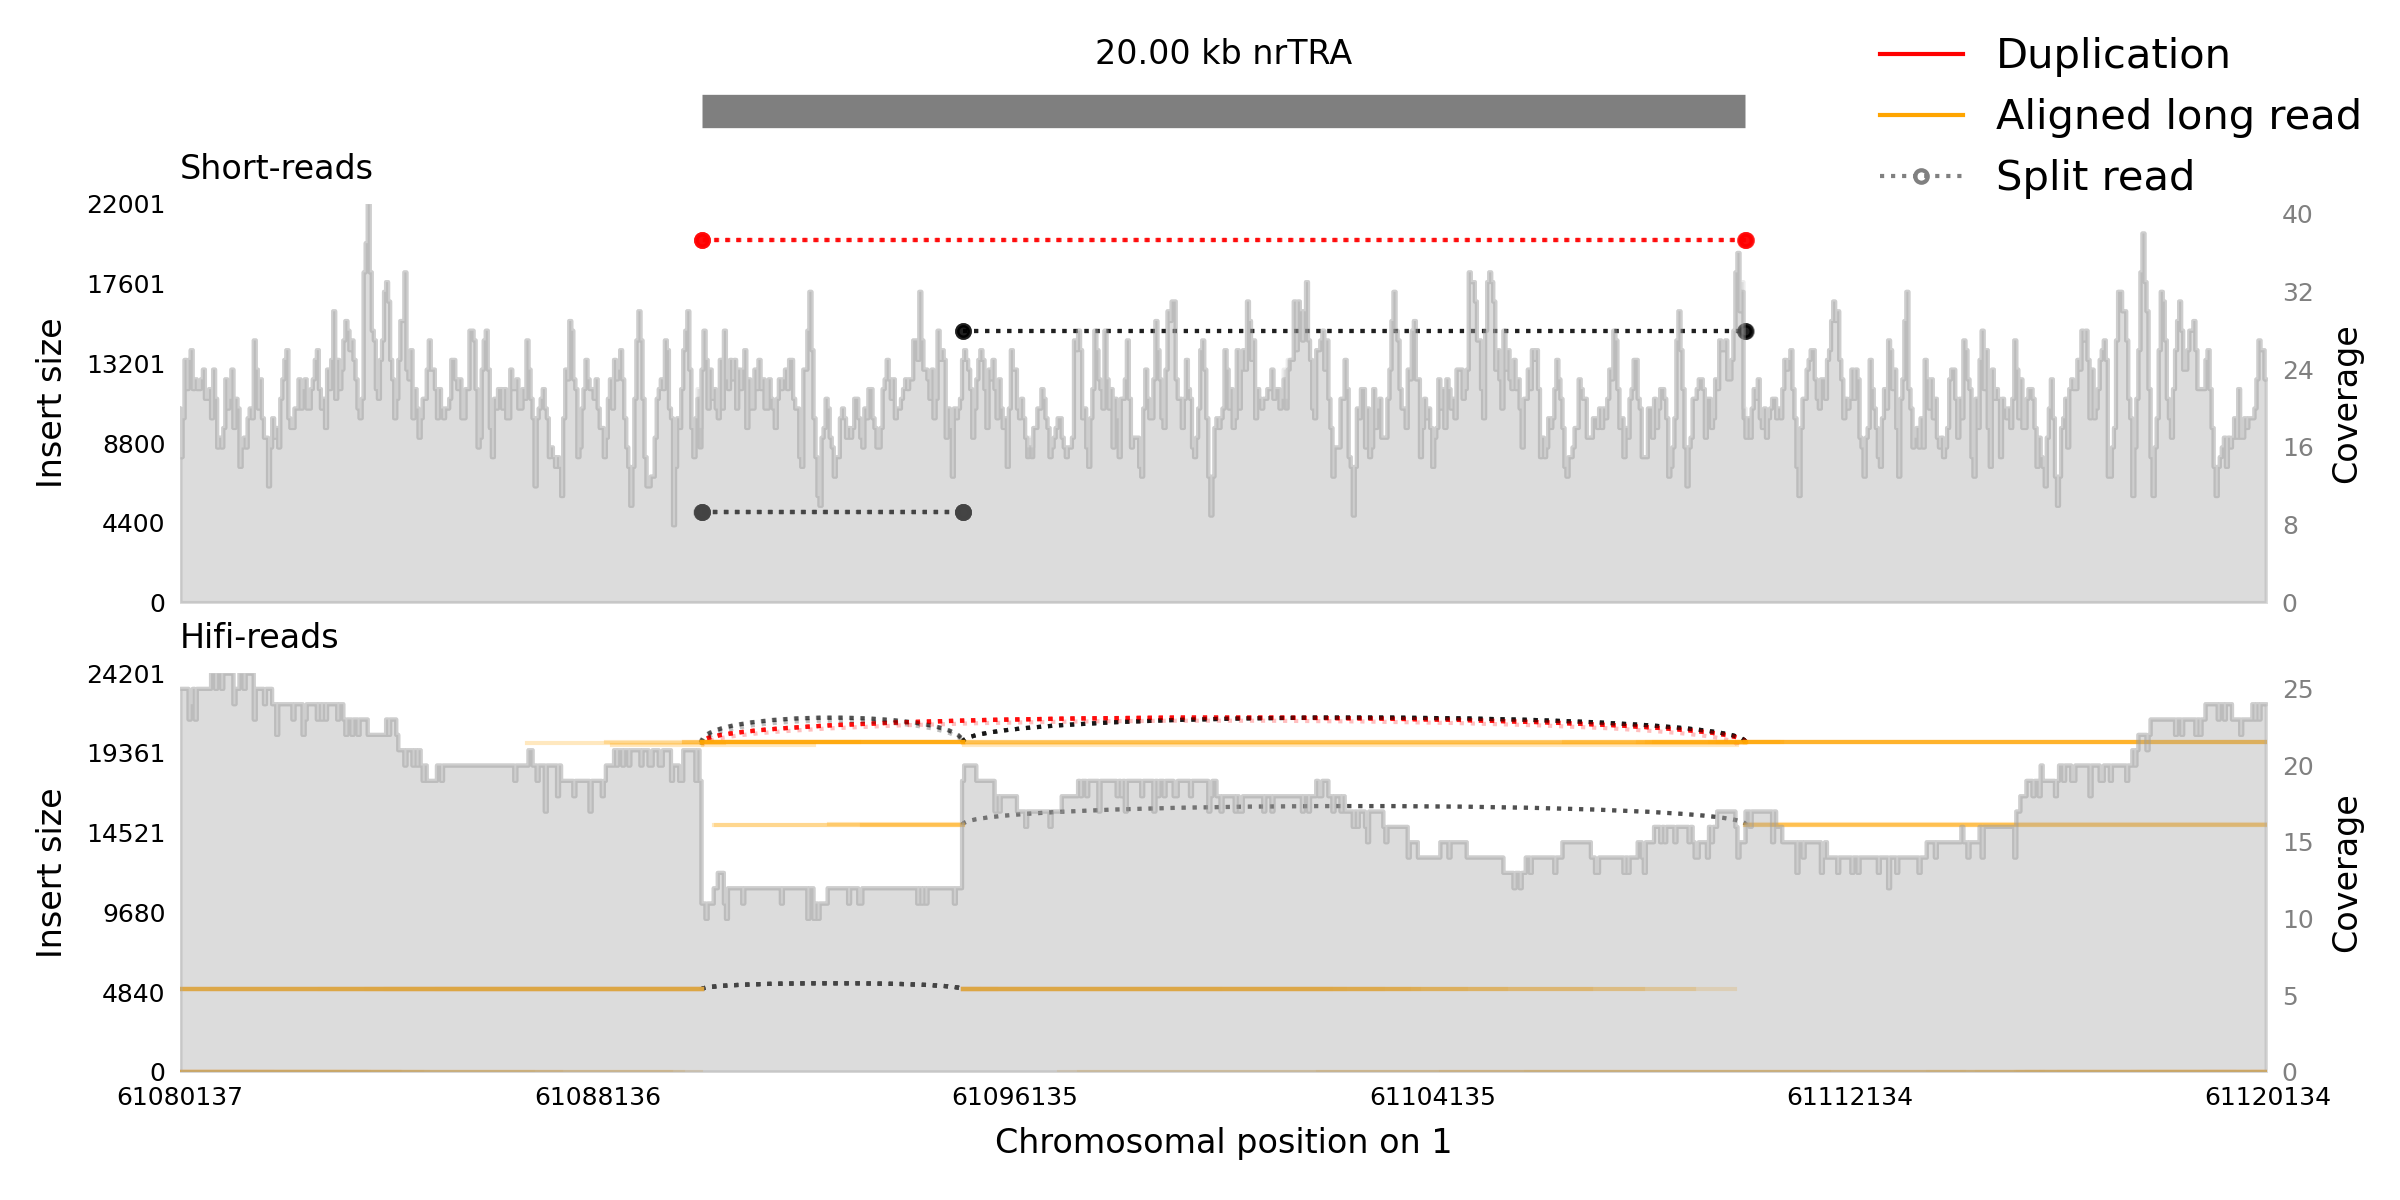 20.00 kb nrTRA
Duplication
Aligned long read
Split read
Short-reads
22001
17601
13201
8800
4400
0
Insert size
40
32
24
16
8
0
Coverage
Hifi-reads
24201
19361
14521
9680
4840
0
Insert size
25
20
15
10
5
0
Coverage
61080137 61088136 61096135 61104135 61112134 61120134
Chromosomal position on 1